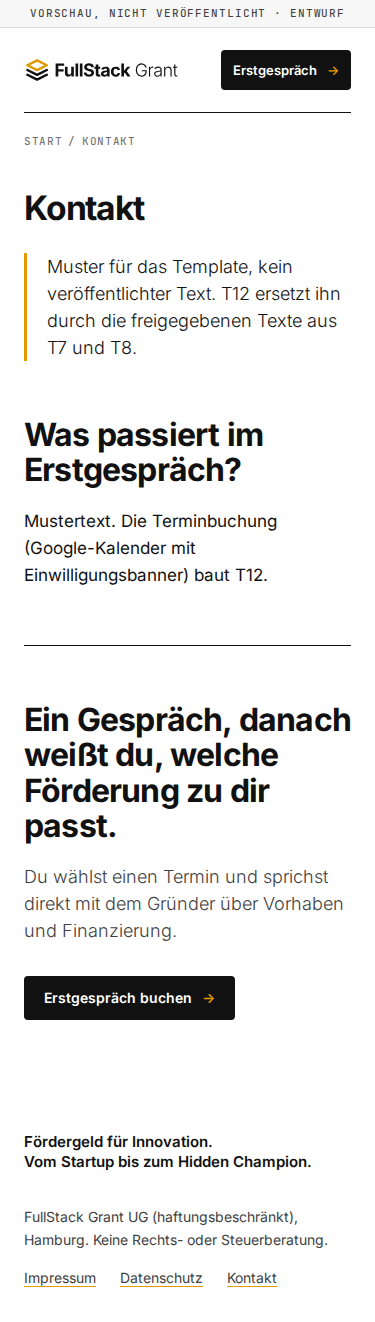 VORSCHAU, NICHT VERÖFFENTLICHT · ENTWURF
FullStack Grant
Erstgespräch →
START / KONTAKT
Kontakt
Muster für das Template, kein
veröffentlichter Text. T12 ersetzt ihn
durch die freigegebenen Texte aus
T7 und T8.
Was passiert im
Erstgespräch?
Mustertext. Die Terminbuchung
(Google-Kalender mit
Einwilligungsbanner) baut T12.
Ein Gespräch, danach
weißt du, welche
Förderung zu dir
passt.
Du wählst einen Termin und sprichst
direkt mit dem Gründer über Vorhaben
und Finanzierung.
Erstgespräch buchen →
Fördergeld für Innovation.
Vom Startup bis zum Hidden Champion.
FullStack Grant UG (haftungsbeschränkt),
Hamburg. Keine Rechts- oder Steuerberatung.
Impressum Datenschutz Kontakt